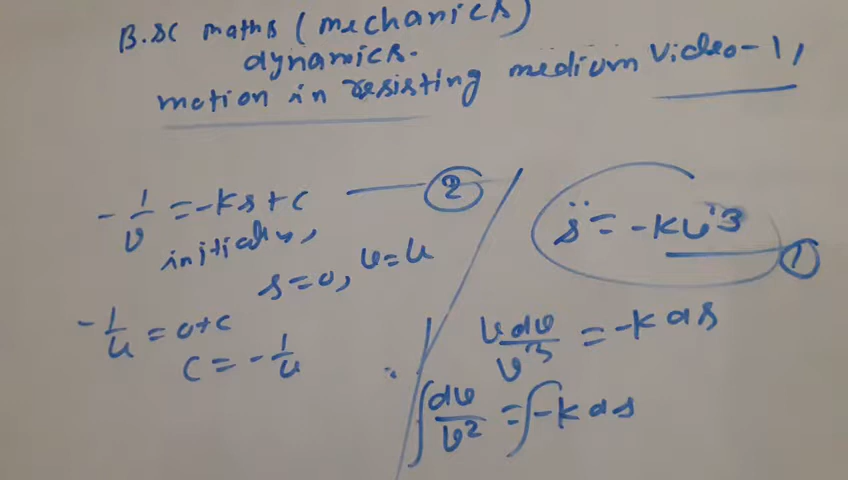 B.SC maths (mechanics)
dynamics.
motion in resisting medium Video-11
-1/v = -ks+c — ②
initially,
s=0, v=u
-1/u = 0+c
c = -1/u
s̈ = -kv³ — ①
v dv/v³ = -k ds
∫dv/v² = ∫-k ds